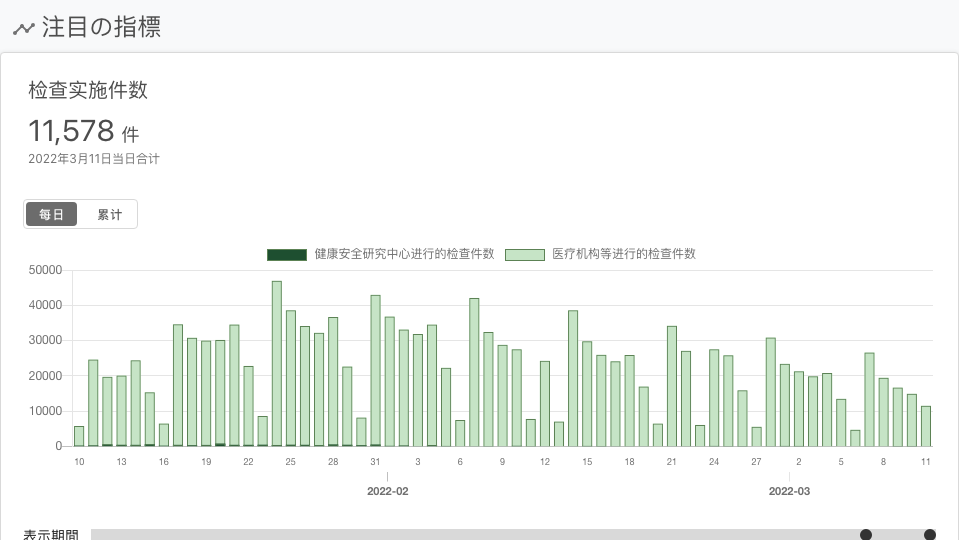 注目の指標
检查实施件数
11,578 件
2022年3月11日当日合计
每日 累计
健康安全研究中心进行的检查件数 医疗机构等进行的检查件数
50000
40000
30000
20000
10000
0
10 13 16 19 22 25 28 31 3 6 9 12 15 18 21 24 27 2 5 8 11
2022-02 2022-03
表示期間